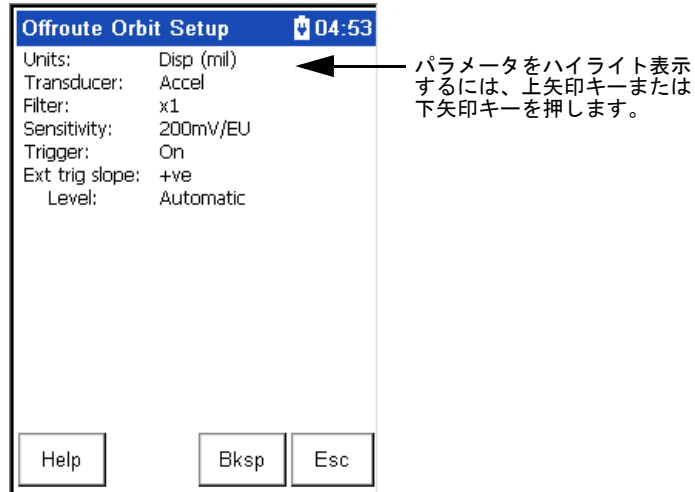 Offroute Orbit Setup 04:53
Units: Disp (mil)
Transducer: Accel
Filter: x1
Sensitivity: 200mV/EU
Trigger: On
Ext trig slope: +ve
Level: Automatic
パラメータをハイライト表示
するには、上矢印キーまたは
下矢印キーを押します。
Help Bksp Esc